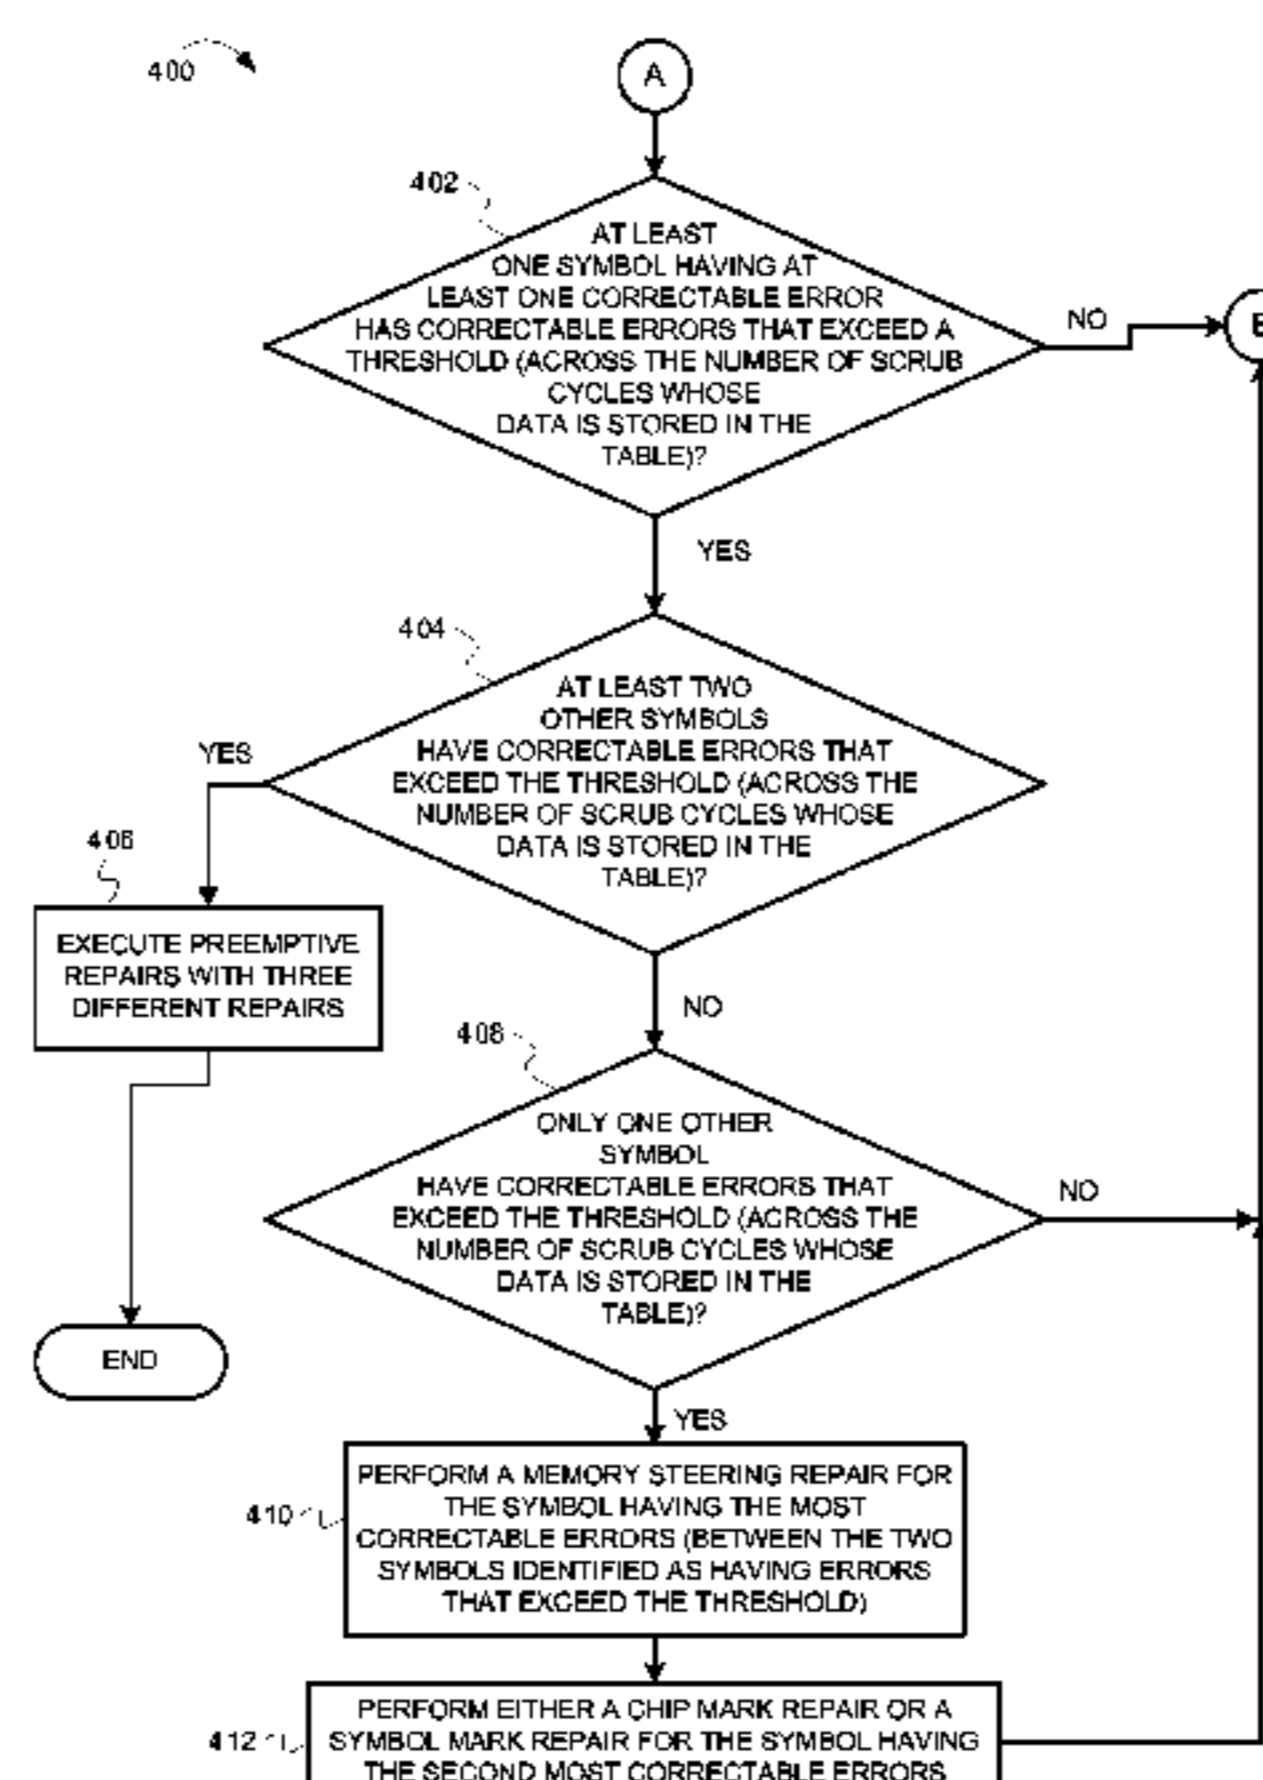 400
A
402
AT LEAST
ONE SYMBOL HAVING AT
LEAST ONE CORRECTABLE ERROR
HAS CORRECTABLE ERRORS THAT EXCEED A
THRESHOLD (ACROSS THE NUMBER OF SCRUB
CYCLES WHOSE
DATA IS STORED IN THE
TABLE)?
NO
YES
404
AT LEAST TWO
OTHER SYMBOLS
HAVE CORRECTABLE ERRORS THAT
EXCEED THE THRESHOLD (ACROSS THE
NUMBER OF SCRUB CYCLES WHOSE
DATA IS STORED IN THE
TABLE)?
YES
406
EXECUTE PREEMPTIVE
REPAIRS WITH THREE
DIFFERENT REPAIRS
NO
408
ONLY ONE OTHER
SYMBOL
HAVE CORRECTABLE ERRORS THAT
EXCEED THE THRESHOLD (ACROSS THE
NUMBER OF SCRUB CYCLES WHOSE
DATA IS STORED IN THE
TABLE)?
NO
END
YES
410
PERFORM A MEMORY STEERING REPAIR FOR
THE SYMBOL HAVING THE MOST
CORRECTABLE ERRORS (BETWEEN THE TWO
SYMBOLS IDENTIFIED AS HAVING ERRORS
THAT EXCEED THE THRESHOLD)
412
PERFORM EITHER A CHIP MARK REPAIR OR A
SYMBOL MARK REPAIR FOR THE SYMBOL HAVING
THE SECOND MOST CORRECTABLE ERRORS